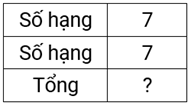 Số hạng 7
Số hạng 7
Tổng ?